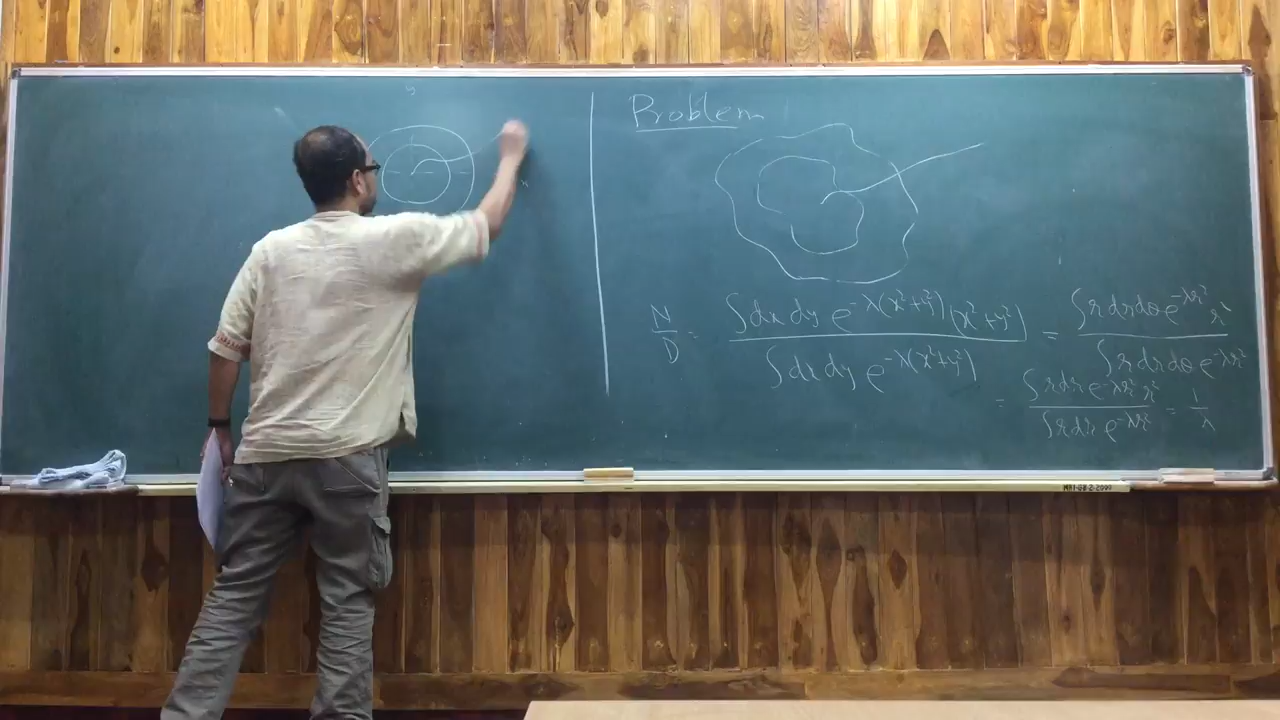 y
x
Problem
N/D = ∫dx dy e^{-λ(x²+y²)} (x²+y²) / ∫dx dy e^{-λ(x²+y²)} = ∫r dr dθ e^{-λr²} r² / ∫r dr dθ e^{-λr²}
= ∫r dr e^{-λr²} r² / ∫r dr e^{-λr²} = 1/λ